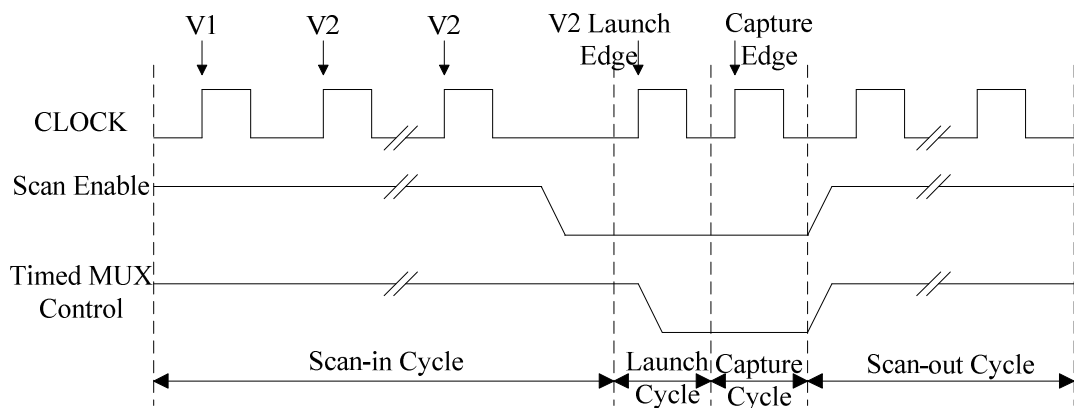 V1
V2
V2
V2 Launch
Edge
Capture
Edge
CLOCK
Scan Enable
Timed MUX
Control
Scan-in Cycle
Launch
Cycle
Capture
Cycle
Scan-out Cycle